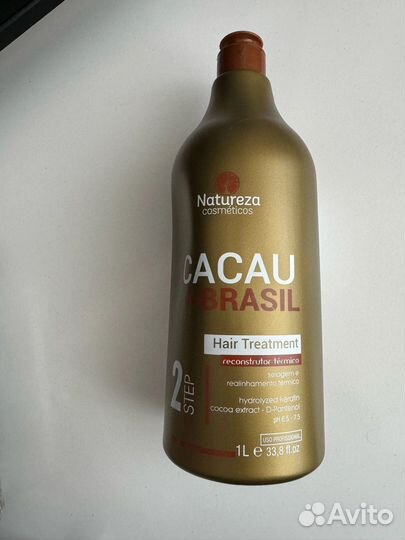 Natureza
cosméticos
CACAU
BRASIL
Hair Treatment
reconstrutor térmico
selagem e
realinhamento térmico
hydrolyzed keratin
cocoa extract - D-Pantenol
pH 6.5 - 7.5
2
STEP
USO PROFISSIONAL
1L e 33,8 fl.oz
Avito